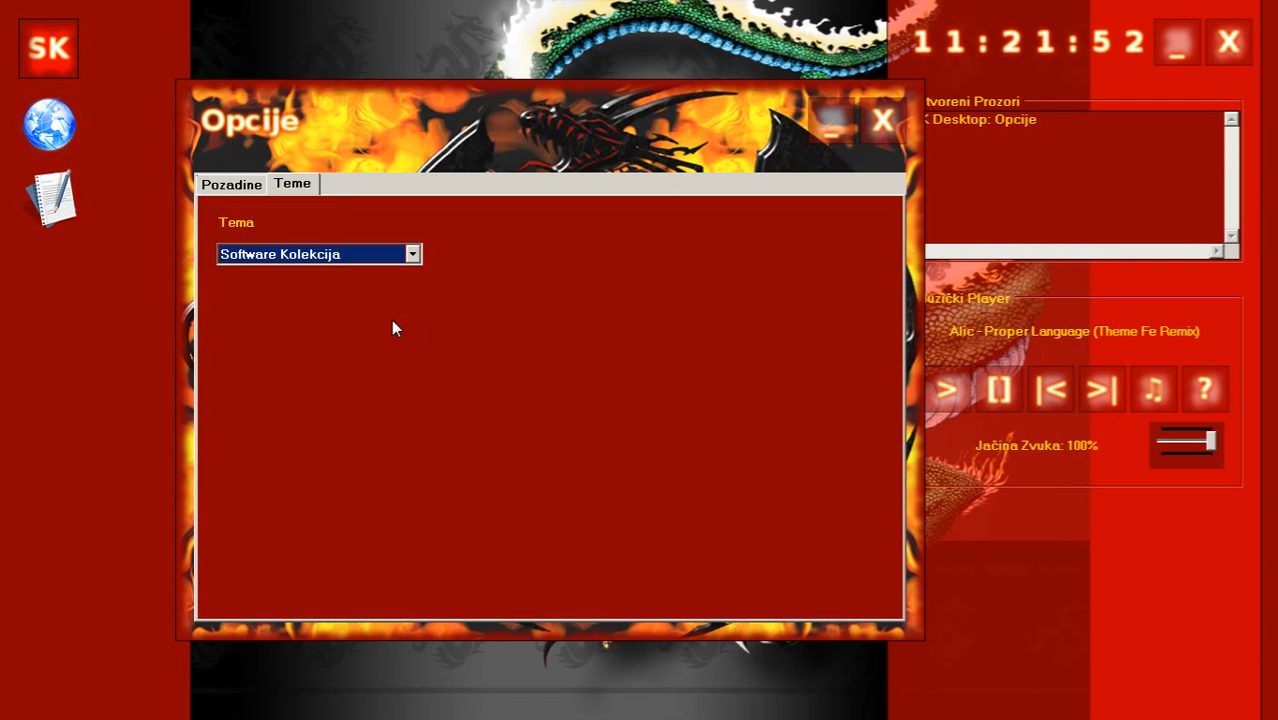 SK
11:21:52
_
X
Opcije
_
X
Pozadine
Teme
Tema
Software Kolekcija
tvoreni Prozori
K Desktop: Opcije
uzički Player
Alic - Proper Language (Theme Fe Remix)
>
[]
|<
>|
♫
?
Jačina Zvuka: 100%